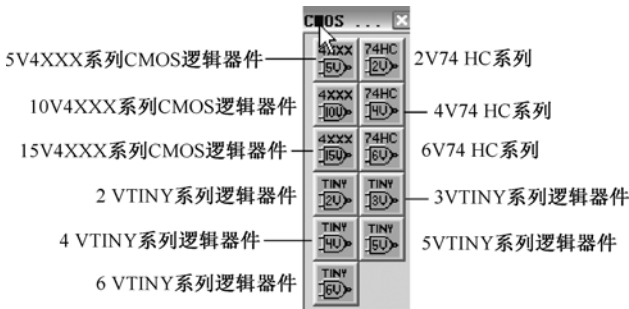 CMOS ...
5V4XXX系列CMOS逻辑器件 4XXX 5V 74HC 2V 2V74 HC系列
10V4XXX系列CMOS逻辑器件 4XXX 10V 74HC 4V 4V74 HC系列
15V4XXX系列CMOS逻辑器件 4XXX 15V 74HC 6V 6V74 HC系列
2 VTINY系列逻辑器件 TINY 2V TINY 3V 3VTINY系列逻辑器件
4 VTINY系列逻辑器件 TINY 4V TINY 5V 5VTINY系列逻辑器件
6 VTINY系列逻辑器件 TINY 6V